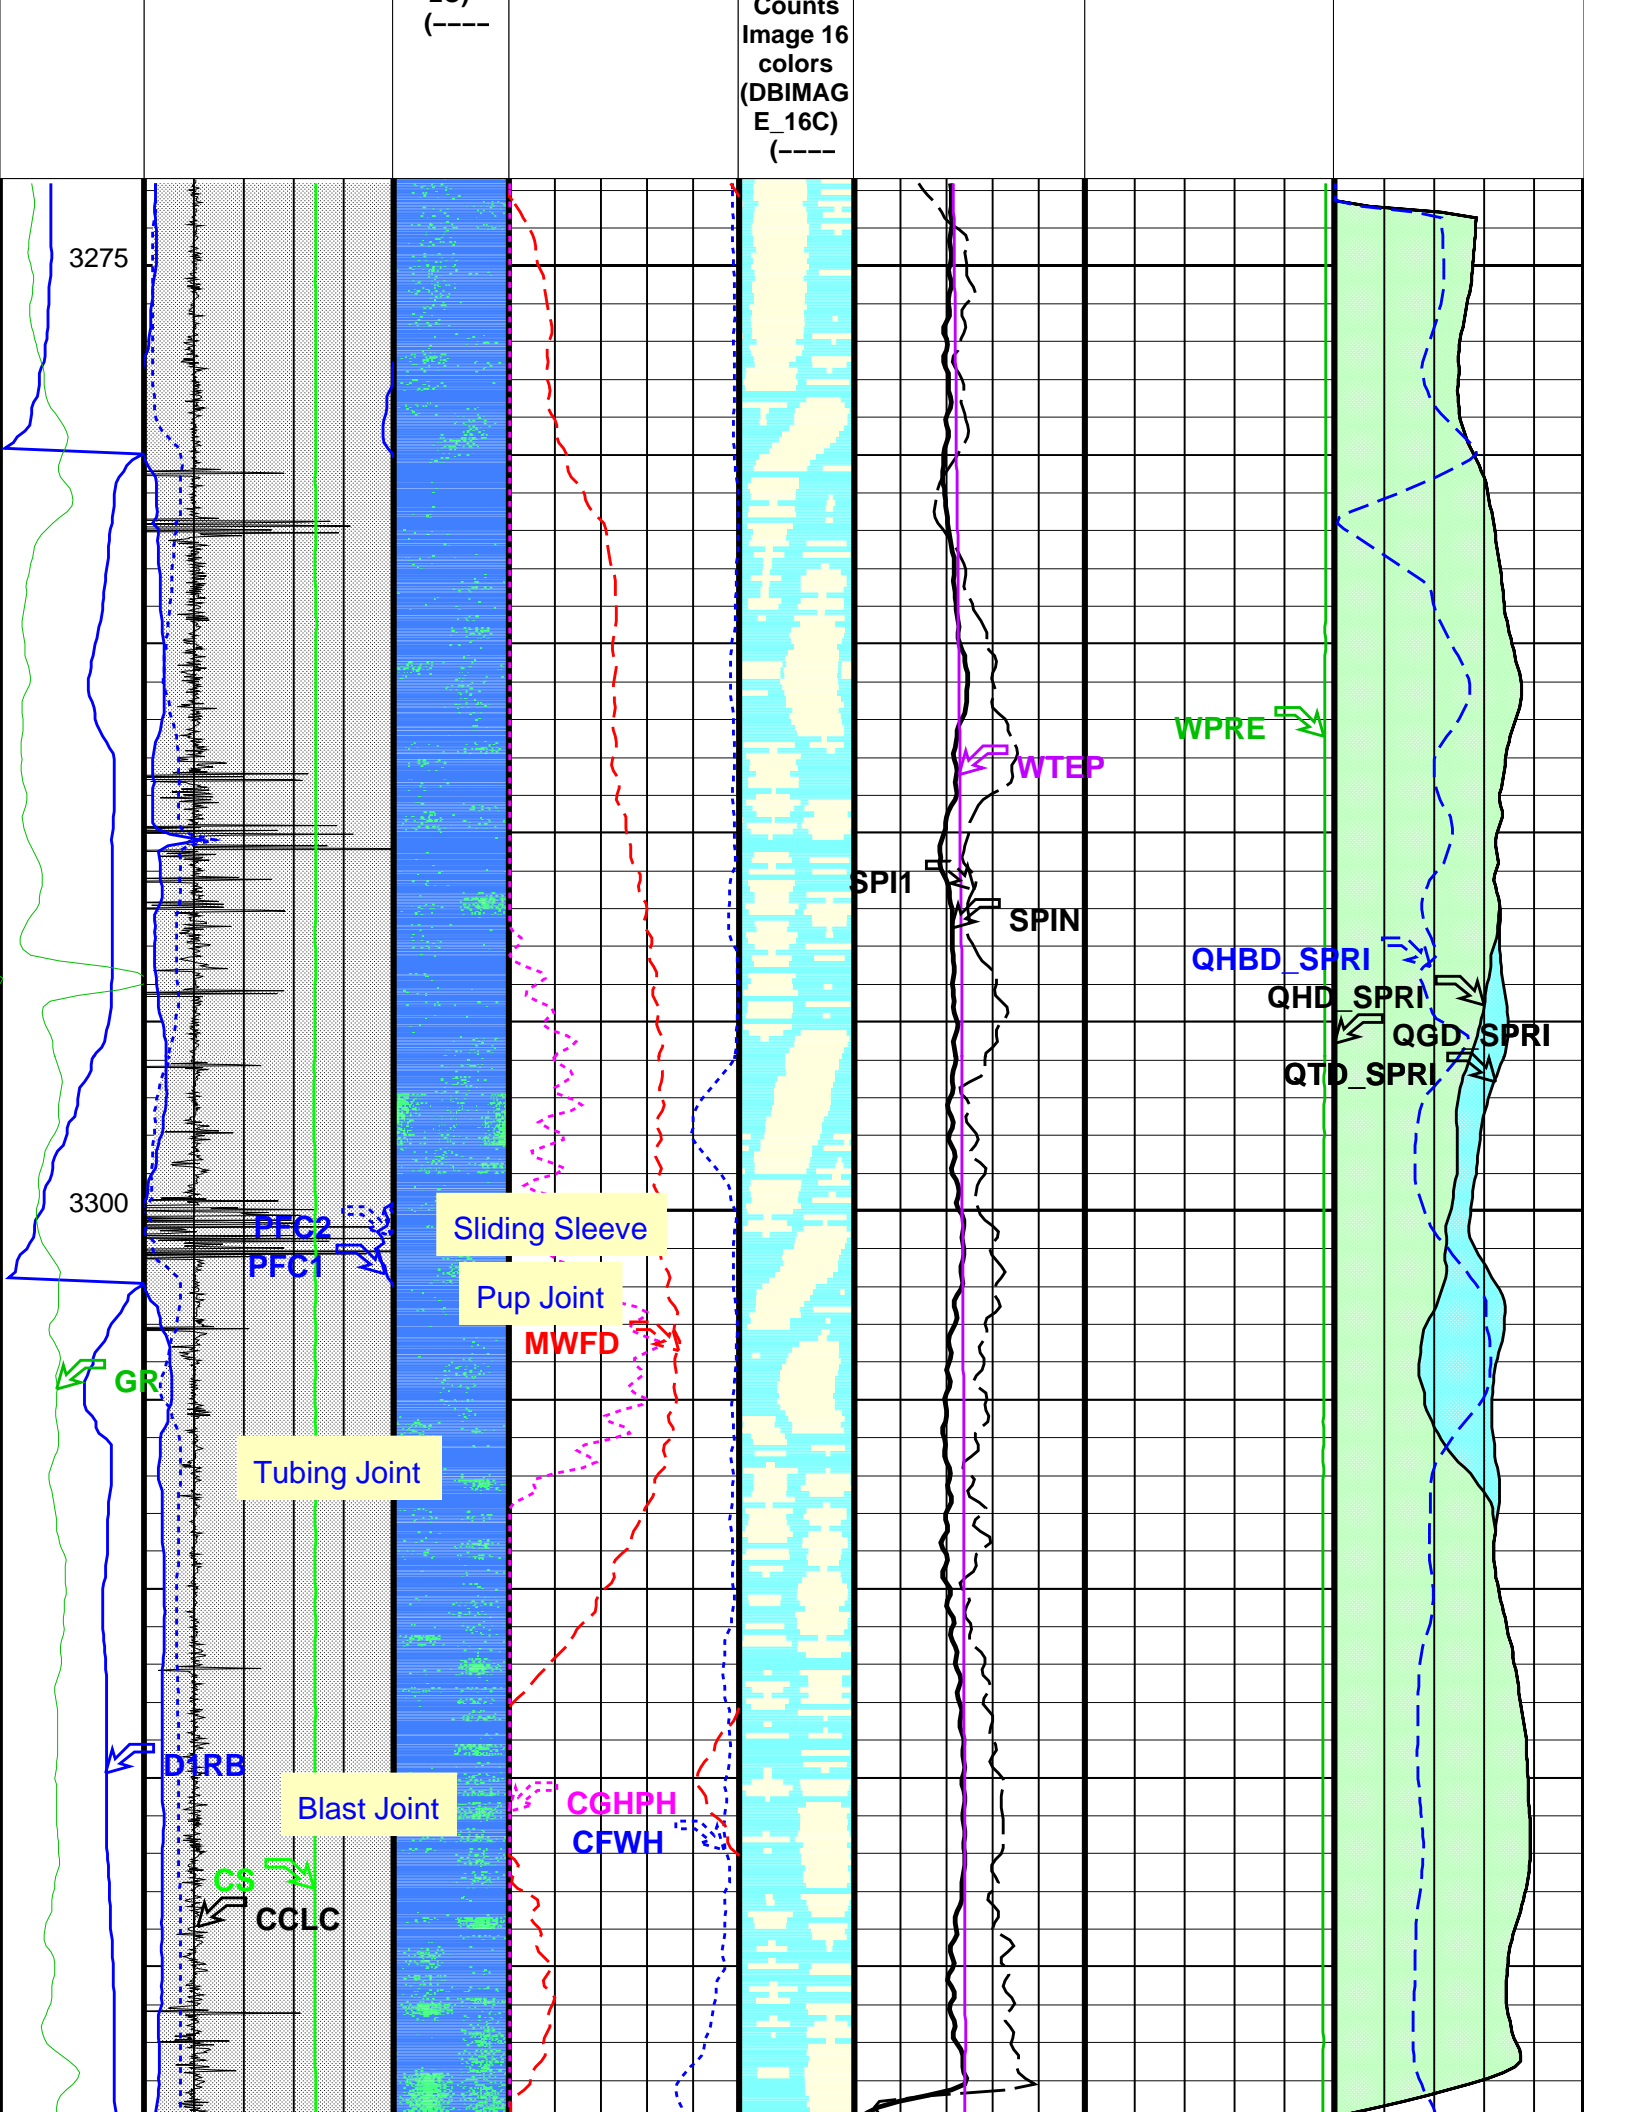 (----
Counts
Image 16
colors
(DBIMAG
E_16C)
(----
3275
WPRE
WTEP
SPI1
SPIN
QHBD_SPRI
QHD_SPRI
QGD_SPRI
QTD_SPRI
3300
PFC2
Sliding Sleeve
PFC1
Pup Joint
MWFD
GR
Tubing Joint
D1RB
Blast Joint
CGHPH
CFWH
CS
CCLC